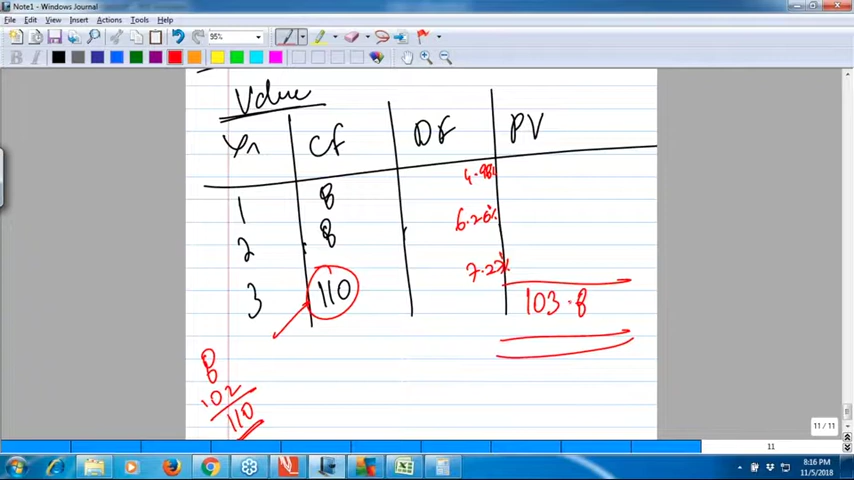 Note1 - Windows Journal
File Edit View Insert Actions Tools Help
95%
B I
Value
Yr CF DF PV
1 8 4.98%
2 8 6.26%
3 110 7.22% 103.8
8
102
110
11 / 11
11
8:16 PM
11/5/2018